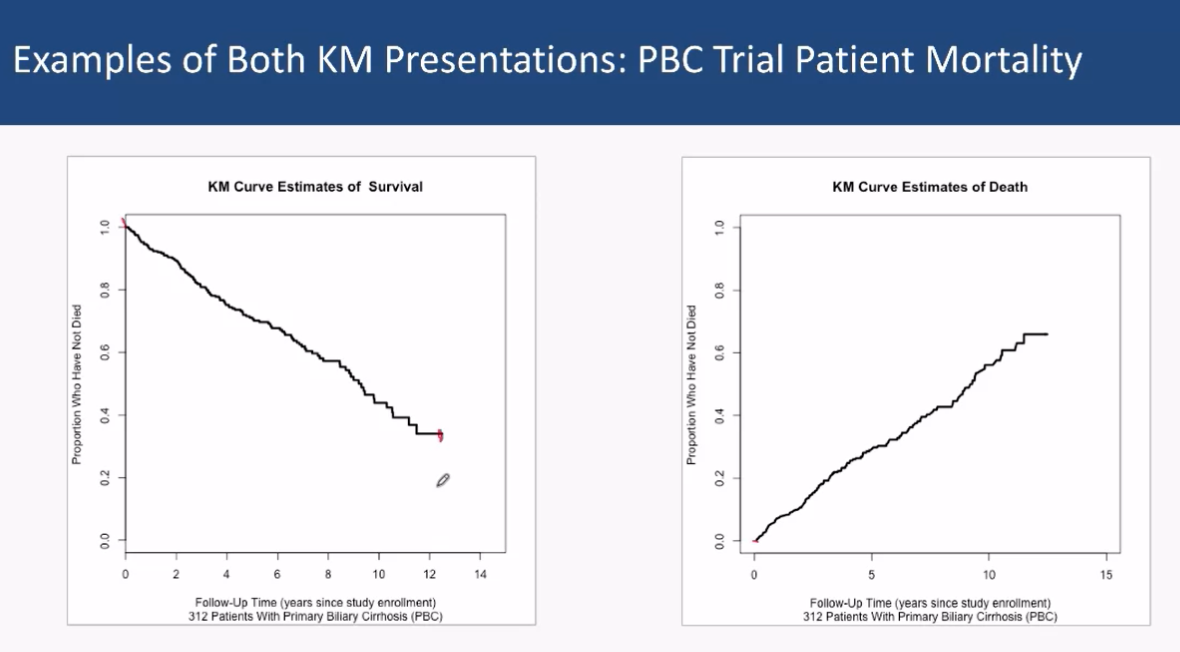 Examples of Both KM Presentations: PBC Trial Patient Mortality
KM Curve Estimates of Survival
Proportion Who Have Not Died
1.0
0.8
0.6
0.4
0.2
0.0
0 2 4 6 8 10 12 14
Follow-Up Time (years since study enrollment)
312 Patients With Primary Biliary Cirrhosis (PBC)
KM Curve Estimates of Death
Proportion Who Have Not Died
1.0
0.8
0.6
0.4
0.2
0.0
0 5 10 15
Follow-Up Time (years since study enrollment)
312 Patients With Primary Biliary Cirrhosis (PBC)